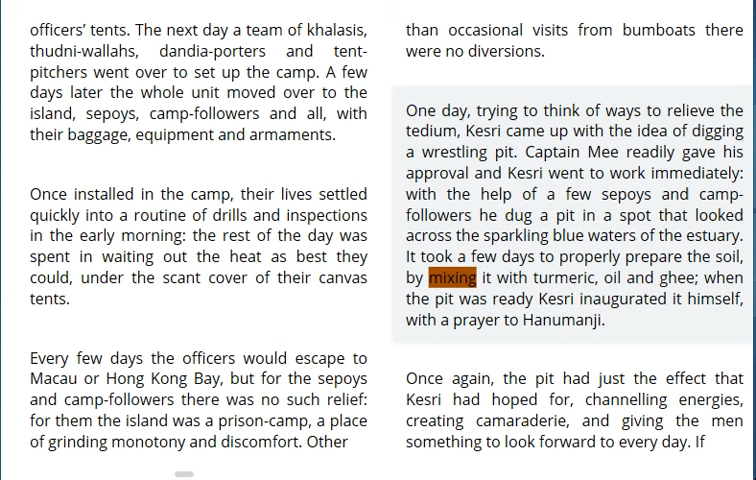 officers’ tents. The next day a team of khalasis,
thudni-wallahs, dandia-porters and tent-
pitchers went over to set up the camp. A few
days later the whole unit moved over to the
island, sepoys, camp-followers and all, with
their baggage, equipment and armaments.
Once installed in the camp, their lives settled
quickly into a routine of drills and inspections
in the early morning: the rest of the day was
spent in waiting out the heat as best they
could, under the scant cover of their canvas
tents.
Every few days the officers would escape to
Macau or Hong Kong Bay, but for the sepoys
and camp-followers there was no such relief:
for them the island was a prison-camp, a place
of grinding monotony and discomfort. Other
than occasional visits from bumboats there
were no diversions.
One day, trying to think of ways to relieve the
tedium, Kesri came up with the idea of digging
a wrestling pit. Captain Mee readily gave his
approval and Kesri went to work immediately:
with the help of a few sepoys and camp-
followers he dug a pit in a spot that looked
across the sparkling blue waters of the estuary.
It took a few days to properly prepare the soil,
by mixing it with turmeric, oil and ghee; when
the pit was ready Kesri inaugurated it himself,
with a prayer to Hanumanji.
Once again, the pit had just the effect that
Kesri had hoped for, channelling energies,
creating camaraderie, and giving the men
something to look forward to every day. If